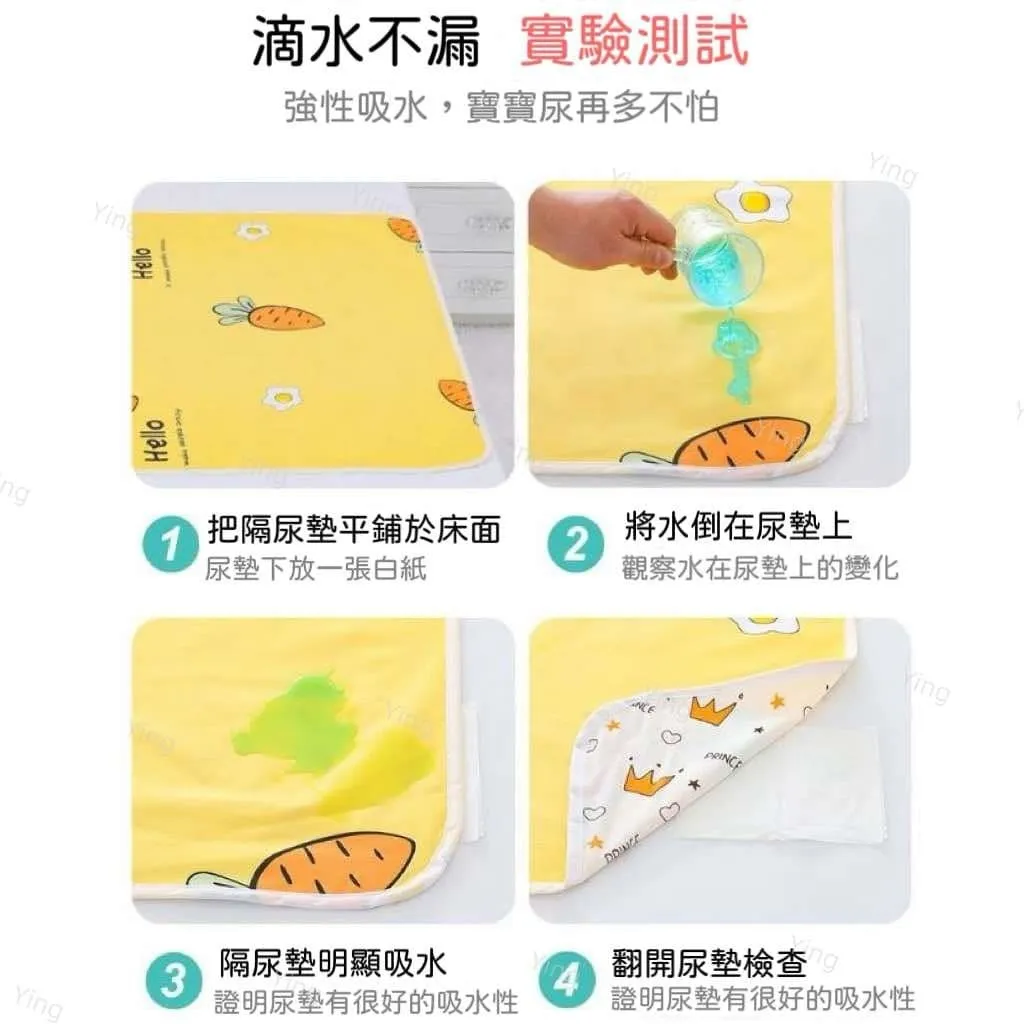 滴水不漏 實驗測試
強性吸水，寶寶尿再多不怕
Hello
Hello
1 把隔尿墊平鋪於床面
尿墊下放一張白紙
2 將水倒在尿墊上
觀察水在尿墊上的變化
PRINCE
PRINCE
3 隔尿墊明顯吸水
證明尿墊有很好的吸水性
4 翻開尿墊檢查
證明尿墊有很好的吸水性
Ying
Ying
Ying
Ying
Ying